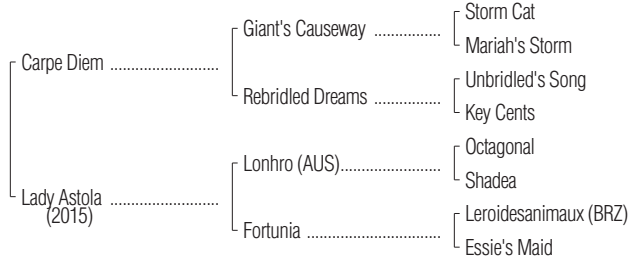 Storm Cat
Giant's Causeway ................
Mariah's Storm
Carpe Diem ..........................
Unbridled's Song
Rebridled Dreams ................
Key Cents
Octagonal
Lonhro (AUS)........................
Shadea
Lady Astola ..........................
(2015)
Leroidesanimaux (BRZ)
Fortunia ................................
Essie's Maid